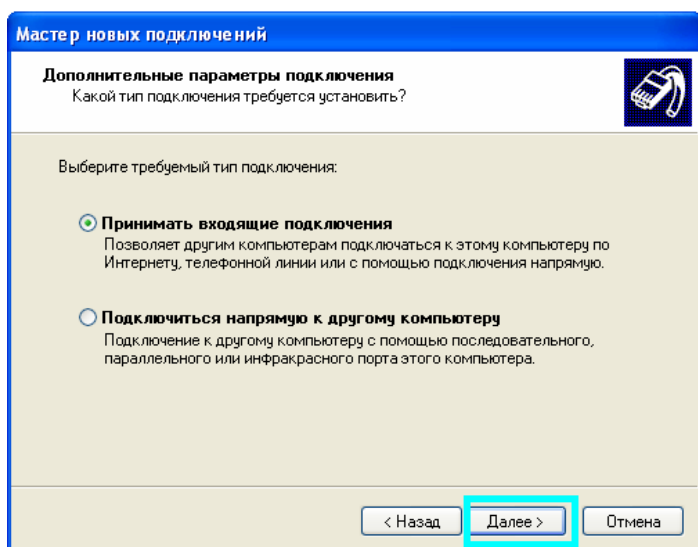 Мастер новых подключений
Дополнительные параметры подключения
Какой тип подключения требуется установить?
Выберите требуемый тип подключения:
Принимать входящие подключения
Позволяет другим компьютерам подключаться к этому компьютеру по
Интернету, телефонной линии или с помощью подключения напрямую.
Подключиться напрямую к другому компьютеру
Подключение к другому компьютеру с помощью последовательного,
параллельного или инфракрасного порта этого компьютера.
< Назад Далее > Отмена